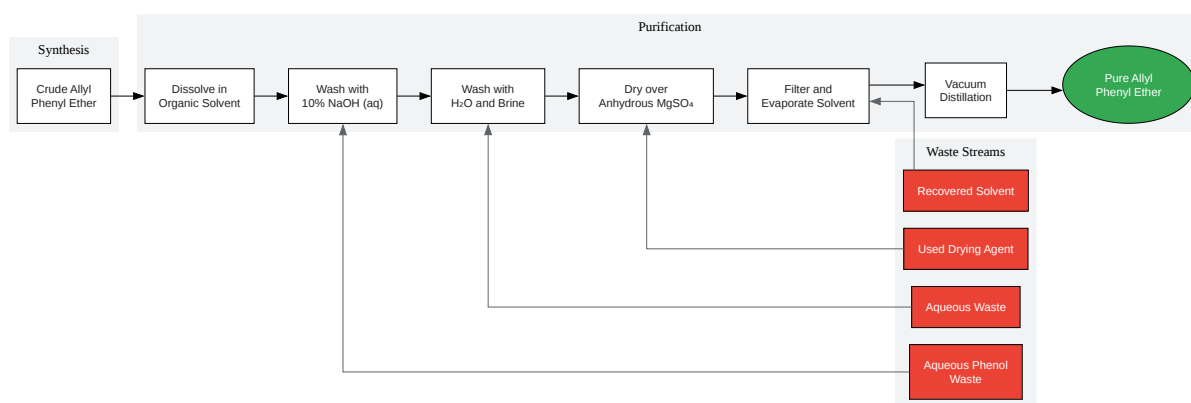 Purification
Synthesis
Crude Allyl
Phenyl Ether
Dissolve in
Organic Solvent
Wash with
10% NaOH (aq)
Wash with
H₂O and Brine
Dry over
Anhydrous MgSO₄
Filter and
Evaporate Solvent
Vacuum
Distillation
Pure Allyl
Phenyl Ether
Waste Streams
Recovered Solvent
Used Drying Agent
Aqueous Waste
Aqueous Phenol
Waste